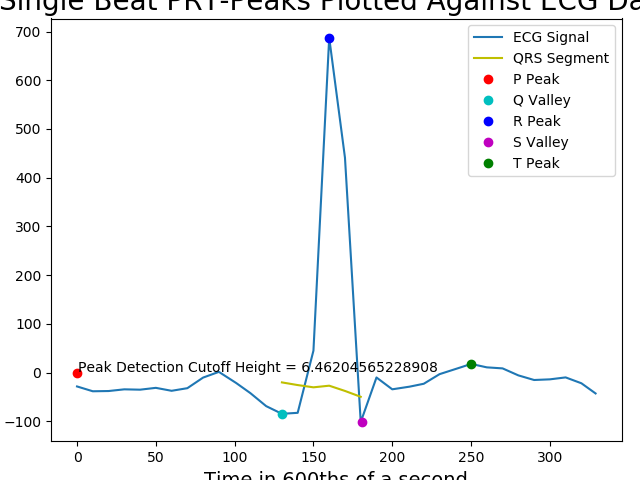 Single Beat PRT-Peaks Plotted Against ECG Da
700
600
500
400
300
200
100
0
−100
ECG Signal
QRS Segment
P Peak
Q Valley
R Peak
S Valley
T Peak
Peak Detection Cutoff Height = 6.46204565228908
0 50 100 150 200 250 300
Time in 600ths of a second